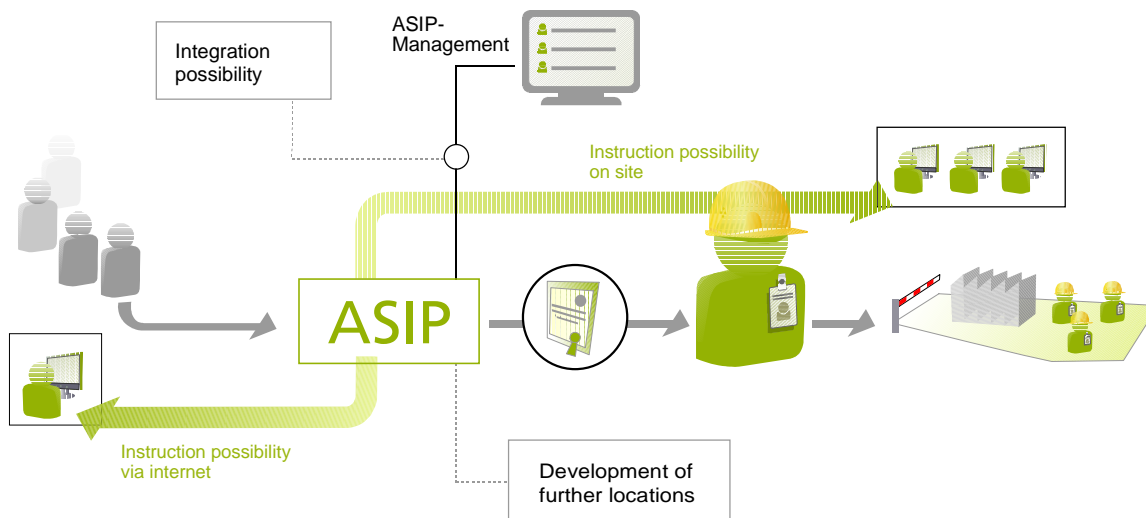 ASIP-
Management
Integration
possibility
Instruction possibility
on site
ASIP
Instruction possibility
via internet
Development of
further locations